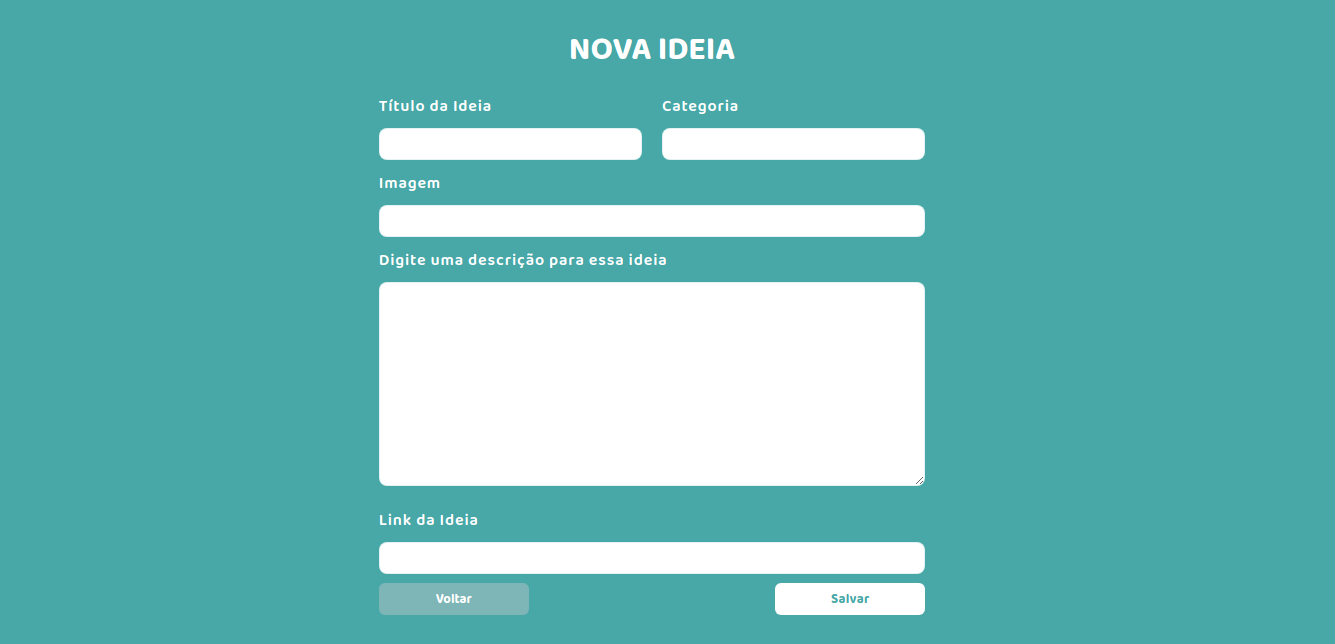 NOVA IDEIA
Título da Ideia
Categoria
Imagem
Digite uma descrição para essa ideia
Link da Ideia
Voltar
Salvar